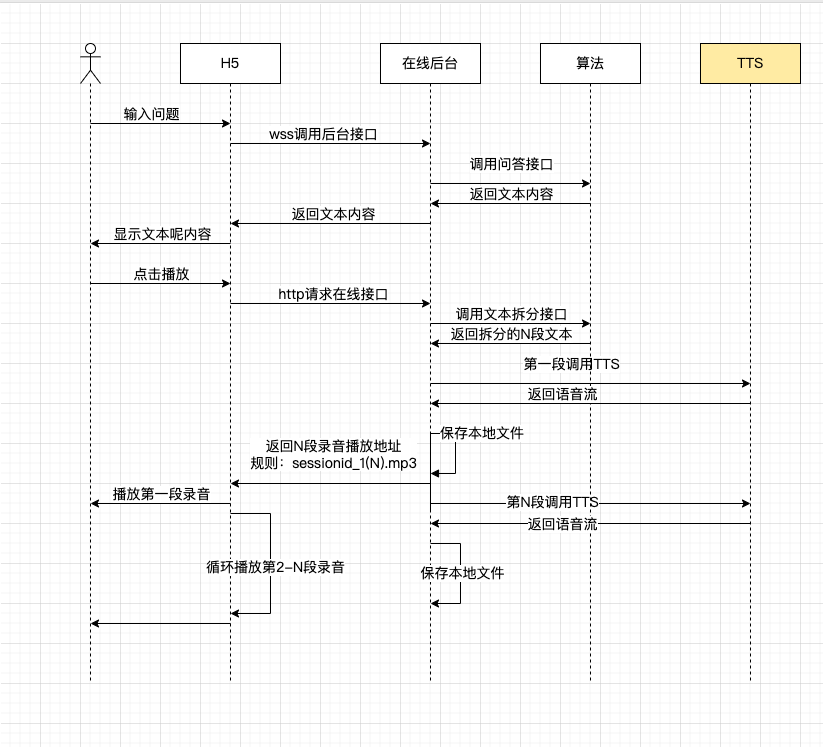 H5
在线后台
算法
TTS
输入问题
wss调用后台接口
调用问答接口
返回文本内容
返回文本内容
显示文本呢内容
点击播放
http请求在线接口
调用文本拆分接口
返回拆分的N段文本
第一段调用TTS
返回语音流
保存本地文件
返回N段录音播放地址
规则：sessionid_1(N).mp3
播放第一段录音
第N段调用TTS
返回语音流
循环播放第2-N段录音
保存本地文件